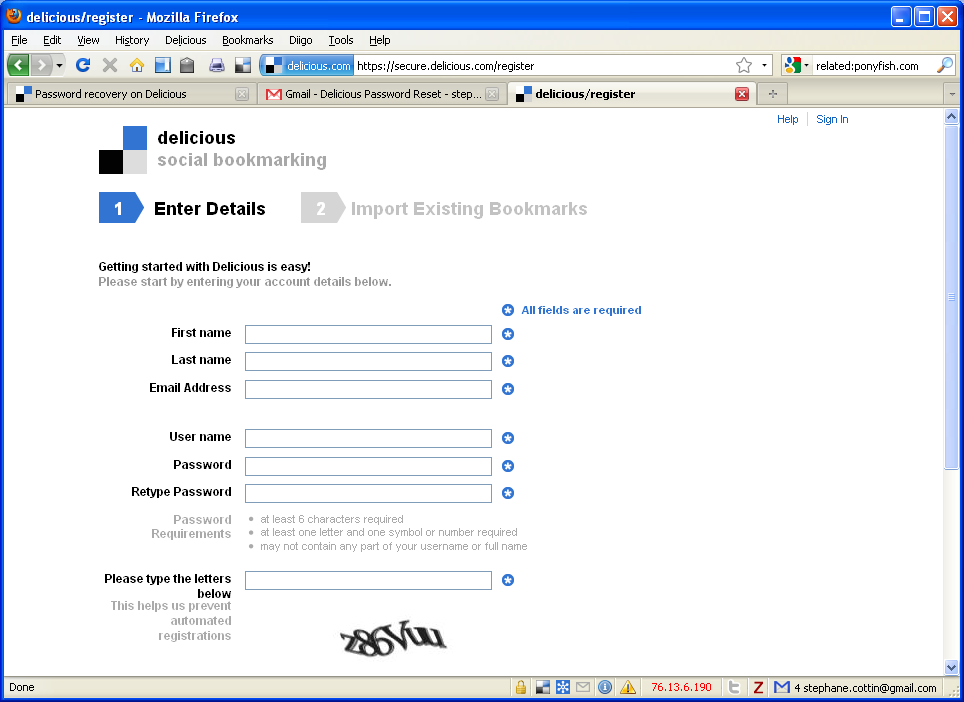 delicious/register - Mozilla Firefox
File Edit View History Delicious Bookmarks Diigo Tools Help
delicious.com https://secure.delicious.com/register related:ponyfish.com
Password recovery on Delicious Gmail - Delicious Password Reset - step... delicious/register
Help Sign In
delicious
social bookmarking
1 Enter Details 2 Import Existing Bookmarks
Getting started with Delicious is easy!
Please start by entering your account details below.
All fields are required
First name
Last name
Email Address
User name
Password
Retype Password
Password Requirements
• at least 6 characters required
• at least one letter and one symbol or number required
• may not contain any part of your username or full name
Please type the letters
below
This helps us prevent
automated
registrations
z86Vuu
Done 76.13.6.190 Z 4 stephane.cottin@gmail.com